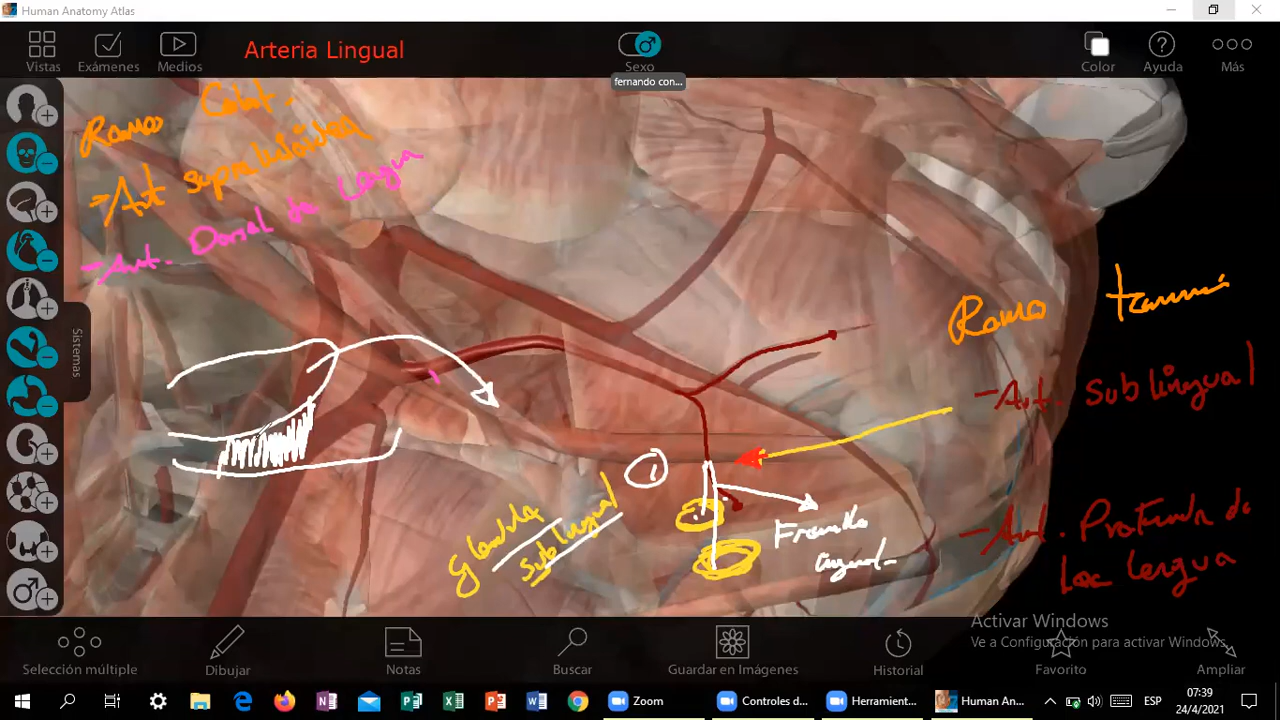 Human Anatomy Atlas
Vistas
Exámenes
Medios
Arteria Lingual
Sexo
fernando con...
Color
Ayuda
Más
Sistemas
Ramo Colat.
Art suprahioidea
Art. Dorsal de Lengua
Ramo
Art. Sublingual
Art. Profunda de
La Lengua
1
Glandula
Sublingual
Frenillo
lingual.
Activar Windows
Ve a Configuración para activar Windows.
Selección múltiple
Dibujar
Notas
Buscar
Guardar en Imágenes
Historial
Favorito
Ampliar
Zoom
Controles d...
Herramient...
Human An...
ESP
07:39
24/4/2021